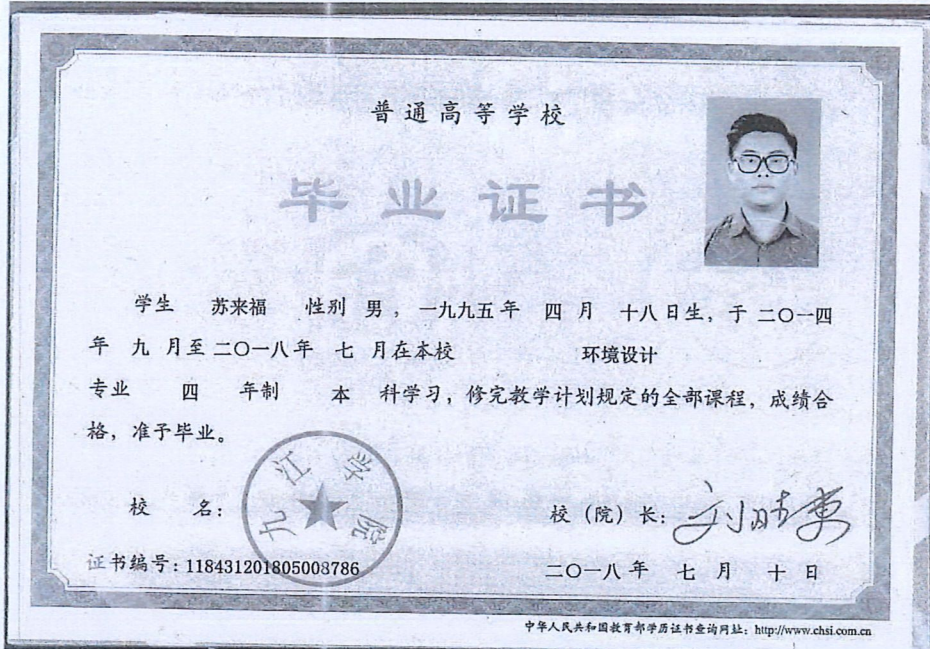 普通高等学校
毕业证书
学生 苏来福 性别 男，一九九五年 四 月 十八日生，于二〇一四
年 九 月至二〇一八年 七 月在本校 环境设计
专业 四 年制 本 科学习，修完教学计划规定的全部课程，成绩合
格，准予毕业。
九江学院
校 名： 校（院）长：
证书编号：118431201805008786 二〇一八年 七 月 十 日
中华人民共和国教育部学历证书查询网址：http://www.chsi.com.cn